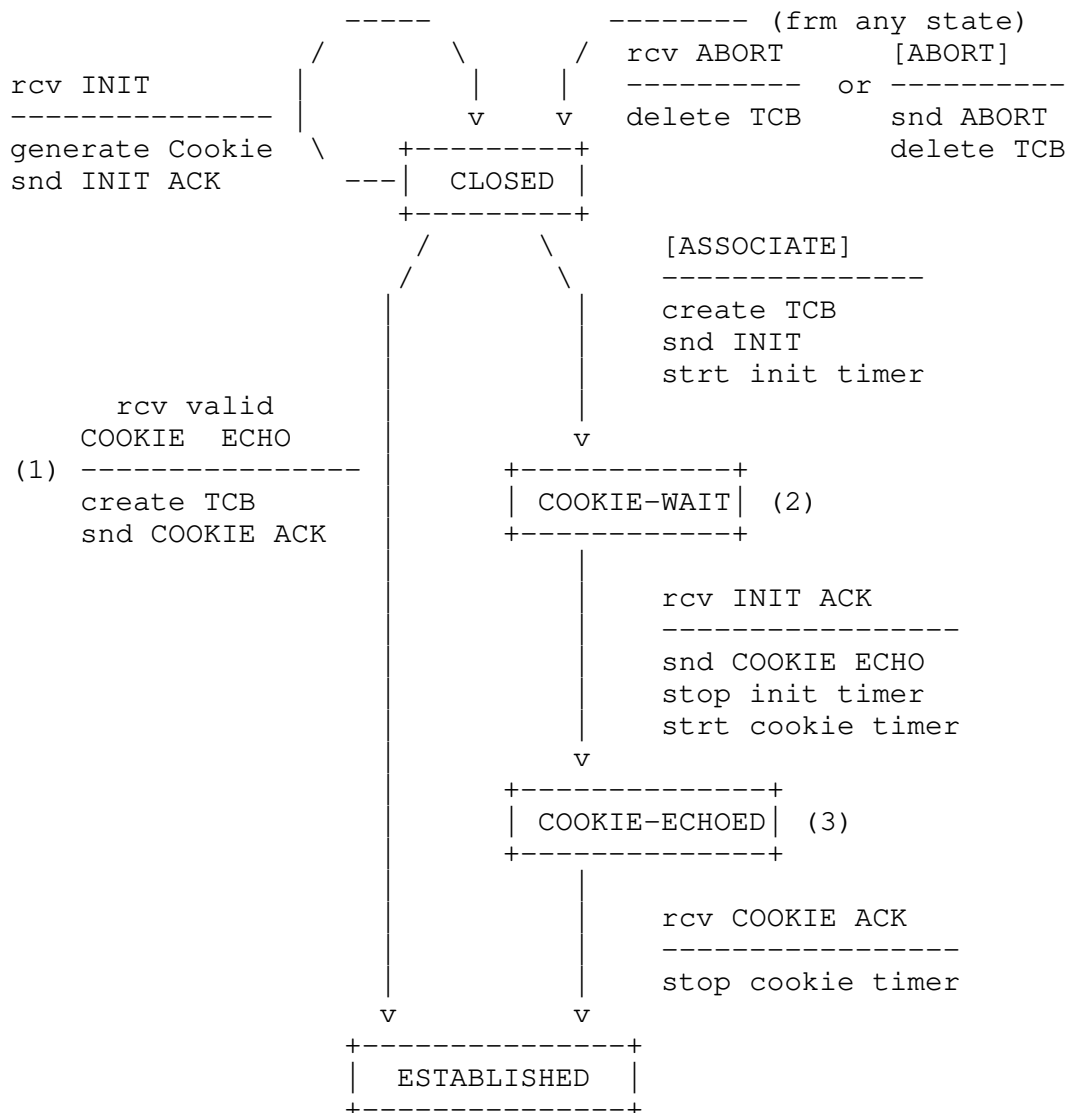 ----- -------- (frm any state)
/ \ / rcv ABORT [ABORT]
rcv INIT | | | ---------- or ----------
--------------- | v v delete TCB snd ABORT
generate Cookie \ +---------+ delete TCB
snd INIT ACK ---| CLOSED |
+---------+
/ \ [ASSOCIATE]
/ \ ---------------
| | create TCB
| | snd INIT
| | strt init timer
rcv valid | |
COOKIE ECHO | v
(1) ---------------- | +------------+
create TCB | | COOKIE-WAIT| (2)
snd COOKIE ACK | +------------+
| |
| | rcv INIT ACK
| | -----------------
| | snd COOKIE ECHO
| | stop init timer
| | strt cookie timer
| v
| +--------------+
| | COOKIE-ECHOED| (3)
| +--------------+
| |
| | rcv COOKIE ACK
| | -----------------
| | stop cookie timer
v v
+---------------+
| ESTABLISHED |
+---------------+